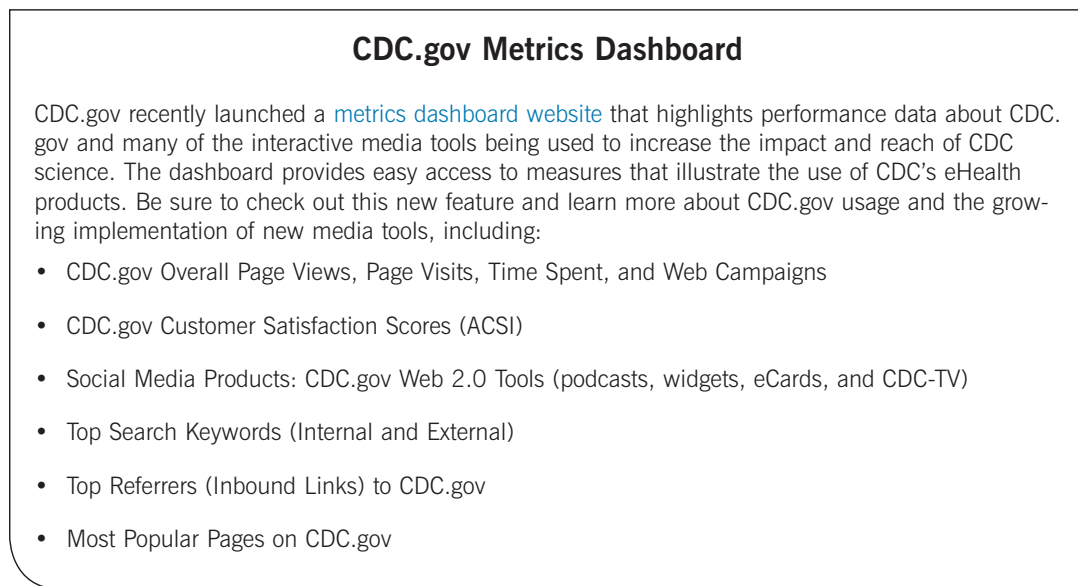 CDC.gov Metrics Dashboard
CDC.gov recently launched a metrics dashboard website that highlights performance data about CDC.
gov and many of the interactive media tools being used to increase the impact and reach of CDC
science. The dashboard provides easy access to measures that illustrate the use of CDC’s eHealth
products. Be sure to check out this new feature and learn more about CDC.gov usage and the grow-
ing implementation of new media tools, including:
• CDC.gov Overall Page Views, Page Visits, Time Spent, and Web Campaigns
• CDC.gov Customer Satisfaction Scores (ACSI)
• Social Media Products: CDC.gov Web 2.0 Tools (podcasts, widgets, eCards, and CDC-TV)
• Top Search Keywords (Internal and External)
• Top Referrers (Inbound Links) to CDC.gov
• Most Popular Pages on CDC.gov